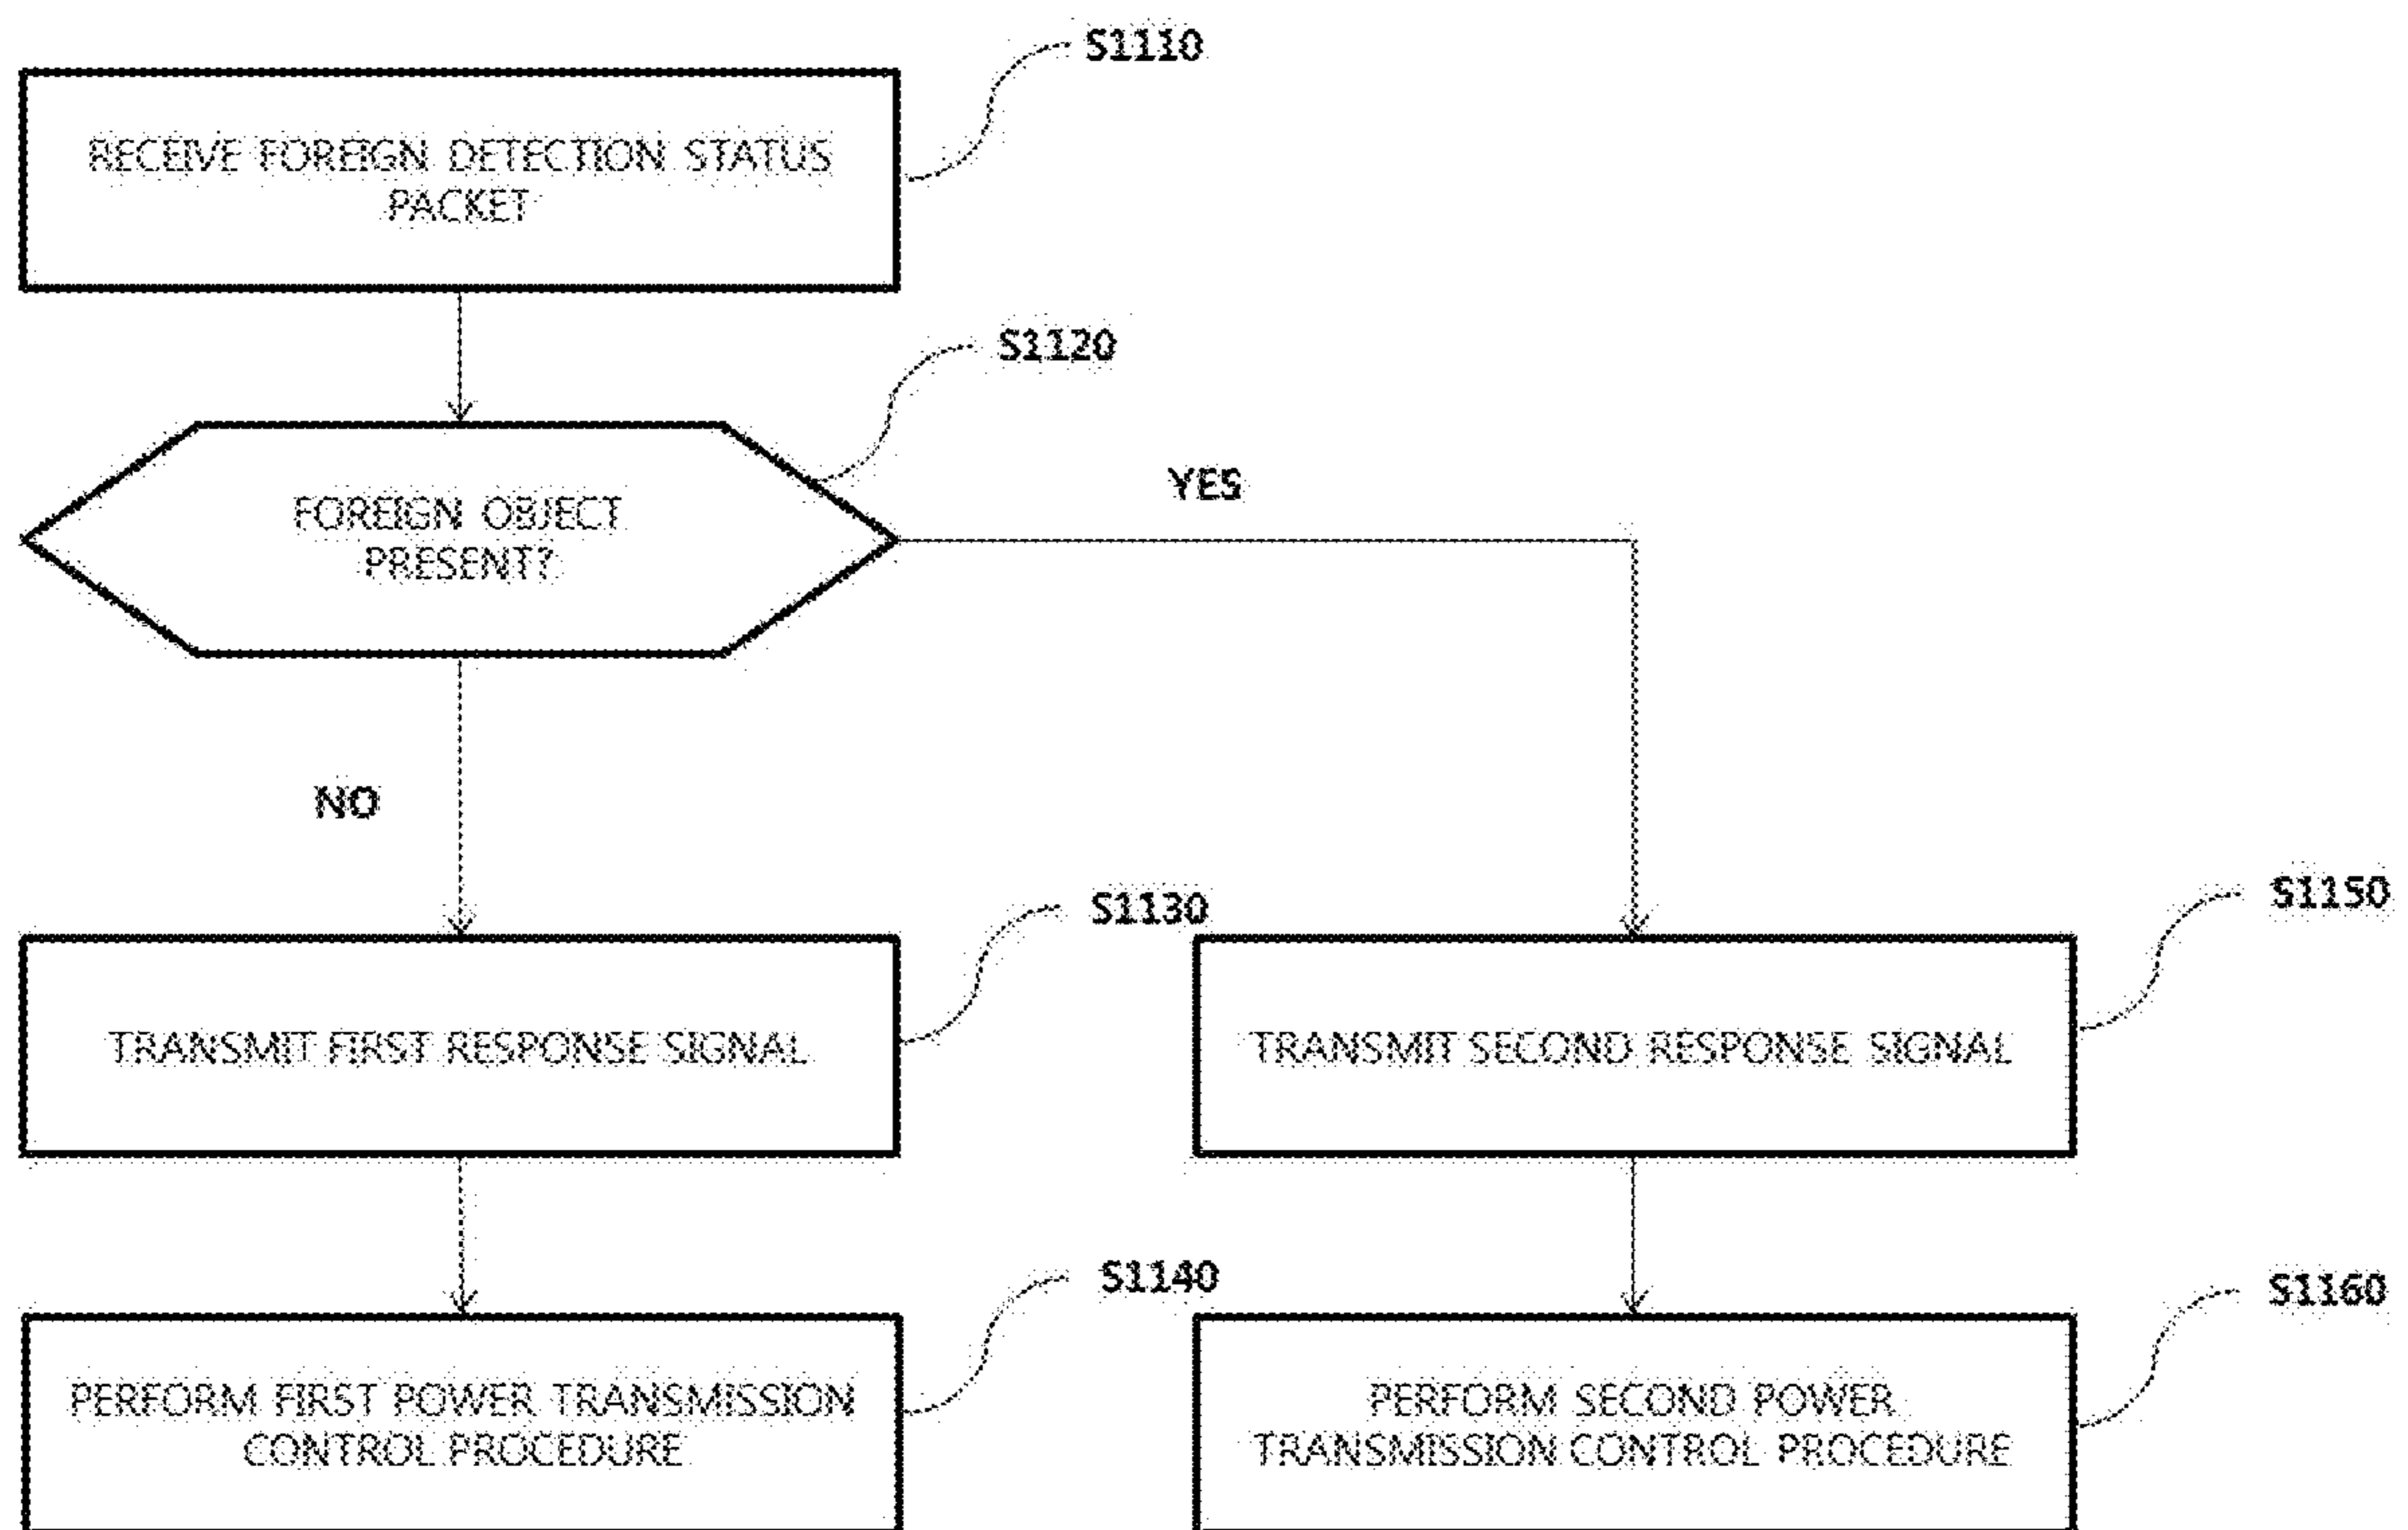 S1110
RECEIVE FOREIGN DETECTION STATUS
PACKET
S1120
FOREIGN OBJECT
PRESENT?
YES
NO
S1130
TRANSMIT FIRST RESPONSE SIGNAL
S1150
TRANSMIT SECOND RESPONSE SIGNAL
S1140
PERFORM FIRST POWER TRANSMISSION
CONTROL PROCEDURE
S1160
PERFORM SECOND POWER
TRANSMISSION CONTROL PROCEDURE